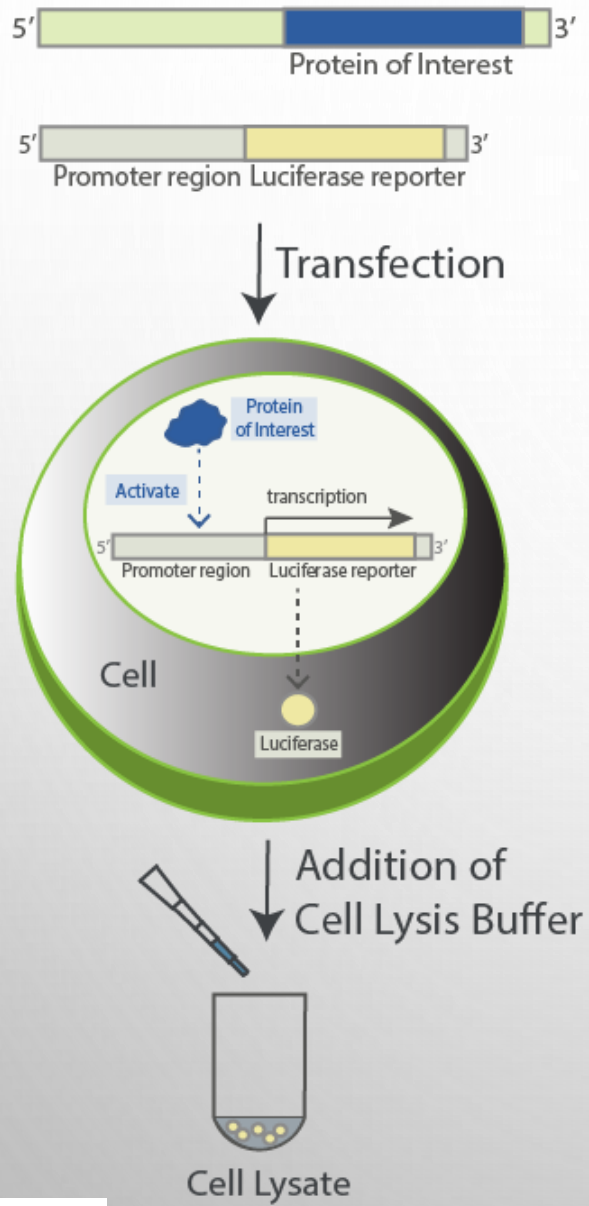 5′ 3′
Protein of Interest
5′ 3′
Promoter region Luciferase reporter
Transfection
Protein
of Interest
Activate
transcription
5′ 3′
Promoter region Luciferase reporter
Cell
Luciferase
Addition of
Cell Lysis Buffer
Cell Lysate